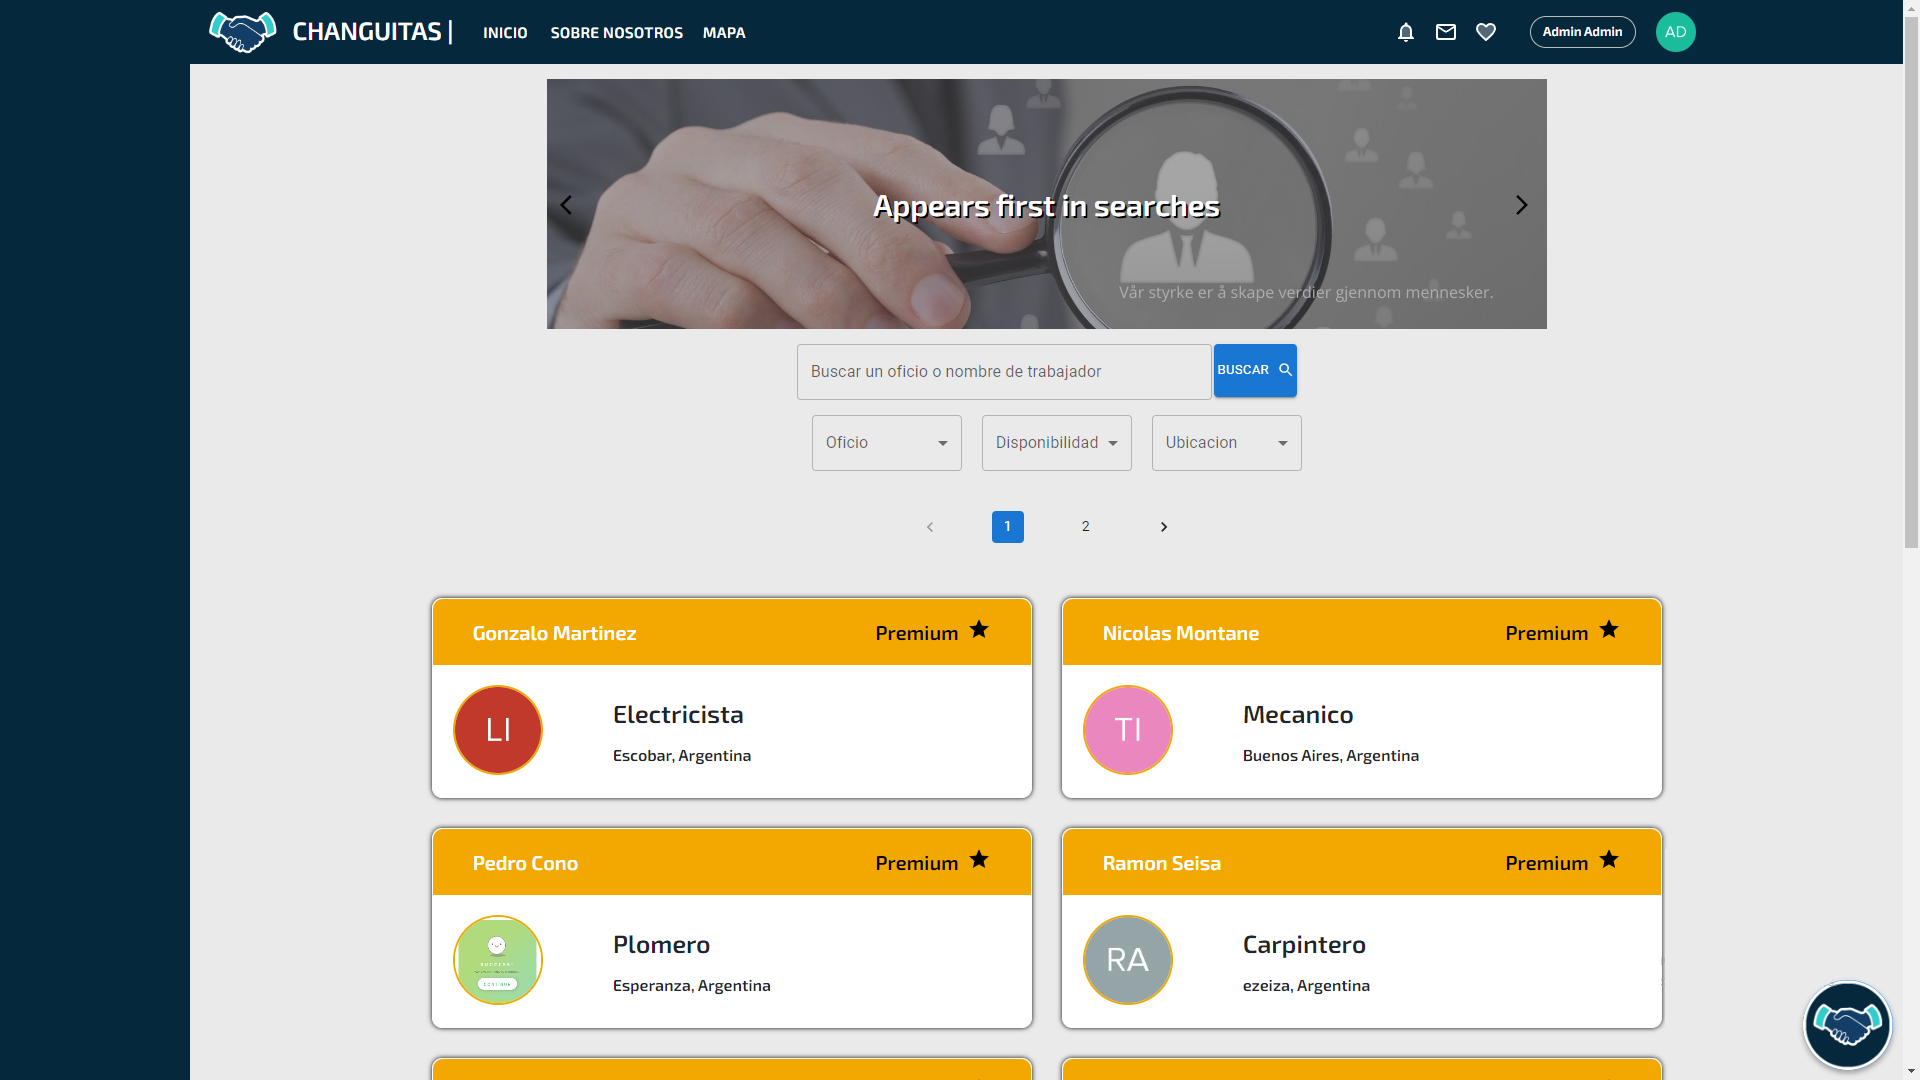 CHANGUITAS |
INICIO
SOBRE NOSOTROS
MAPA
Admin Admin
AD
Appears first in searches
Vår styrke er å skape verdier gjennom mennesker.
Buscar un oficio o nombre de trabajador
BUSCAR
Oficio
Disponibilidad
Ubicacion
1
2
Gonzalo Martinez
Premium
LI
Electricista
Escobar, Argentina
Nicolas Montane
Premium
TI
Mecanico
Buenos Aires, Argentina
Pedro Cono
Premium
Plomero
Esperanza, Argentina
Ramon Seisa
Premium
RA
Carpintero
ezeiza, Argentina